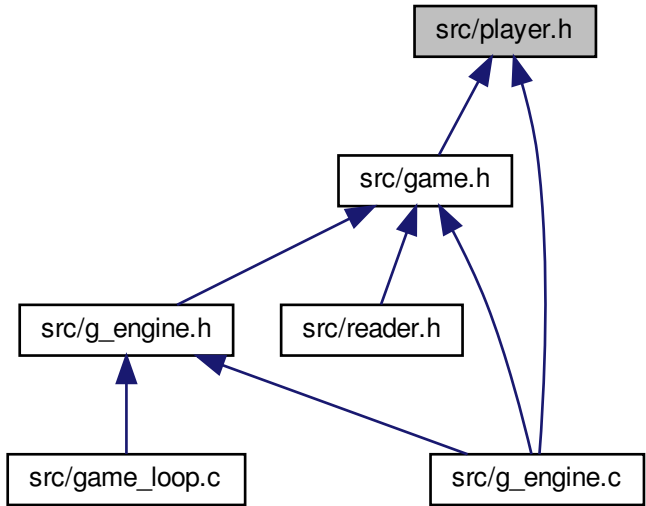 src/player.h
src/game.h
src/g_engine.h
src/reader.h
src/game_loop.c
src/g_engine.c